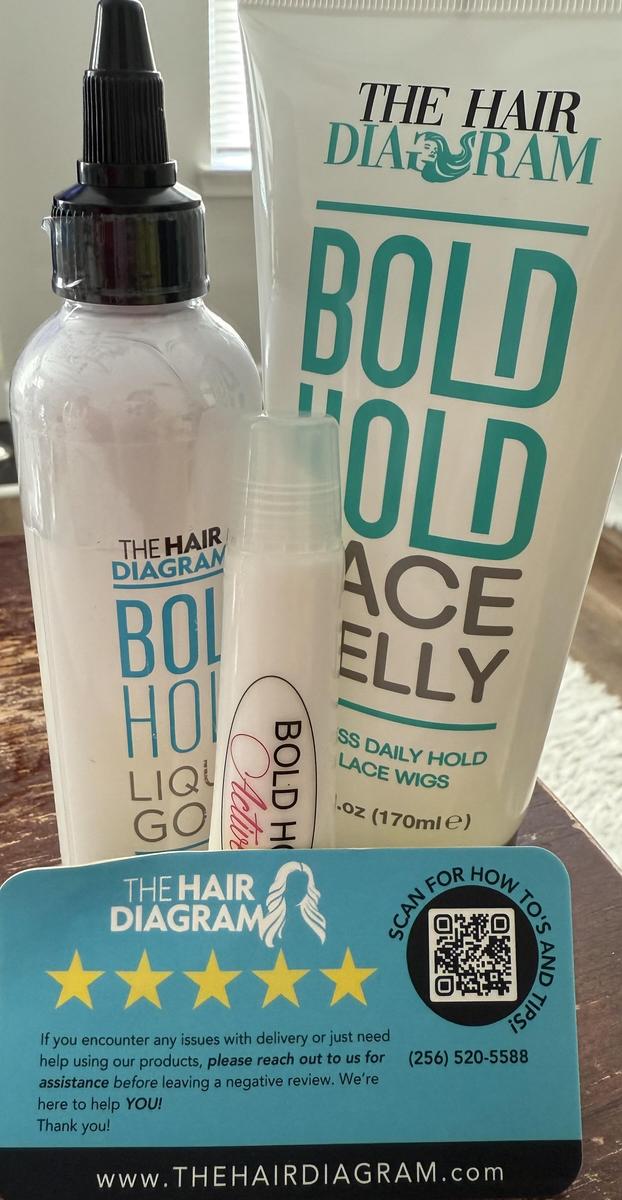 THE HAIR
DIAGRAM
BOLD
HOLD
ACE
ELLY
SS DAILY HOLD
LACE WIGS
.oz (170ml e)
THE HAIR
DIAGRAM
BOL
HOL
LIQU
GO
BOLD HO
Active
THE HAIR
DIAGRAM
SCAN FOR HOW TO'S AND TIPS!
If you encounter any issues with delivery or just need
help using our products, please reach out to us for
assistance before leaving a negative review. We're
here to help YOU!
Thank you!
(256) 520-5588
www.THEHAIRDIAGRAM.com